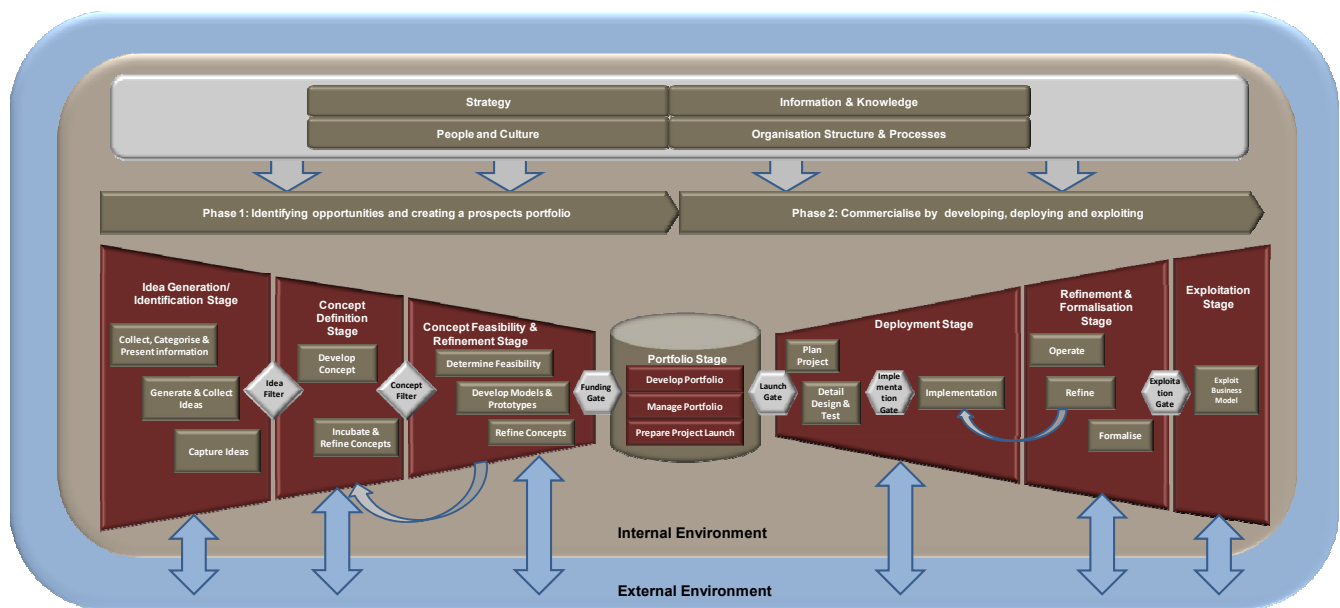 Strategy
Information & Knowledge
People and Culture
Organisation Structure & Processes
Phase 1: Identifying opportunities and creating a prospects portfolio
Phase 2: Commercialise by developing, deploying and exploiting
Idea Generation/
Identification Stage
Collect, Categorise &
Present information
Generate & Collect
Ideas
Capture Ideas
Idea
Filter
Concept
Definition
Stage
Develop
Concept
Incubate &
Refine Concepts
Concept
Filter
Concept Feasibility &
Refinement Stage
Determine Feasibility
Develop Models &
Prototypes
Refine Concepts
Funding
Gate
Portfolio Stage
Develop Portfolio
Manage Portfolio
Prepare Project Launch
Launch
Gate
Deployment Stage
Plan
Project
Detail
Design &
Test
Imple
menta
tion
Gate
Implementation
Refinement &
Formalisation
Stage
Operate
Refine
Formalise
Exploita
tion
Gate
Exploitation
Stage
Exploit
Business
Model
Internal Environment
External Environment